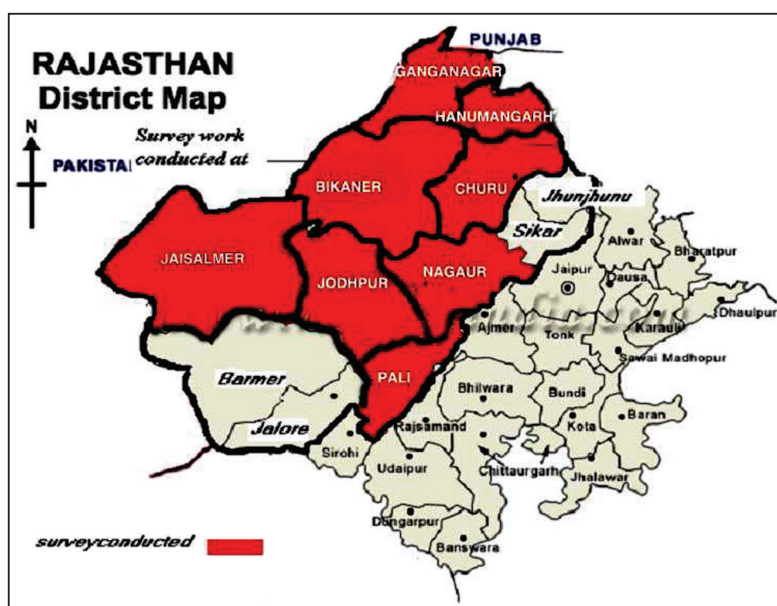 PUNJAB
RAJASTHAN
District Map
GANGANAGAR
HANUMANGARH
N
Survey work
conducted at
PAKISTA
BIKANER
CHURU
Jhunjhunu
Sikar
Alwar
Bharatpur
JAISALMER
JODHPUR
NAGAUR
Jaipur
Dausa
Dhaulpur
Ajmer
Tonk
Karauli
Sawai Madhopur
PALI
Barmer
Bhilwara
Bundi
Jalore
Rajsamand
Kota
Baran
Sirohi
Udaipur
Chittaurgarh
Jhalawar
Dungarpur
Banswara
surveyconducted